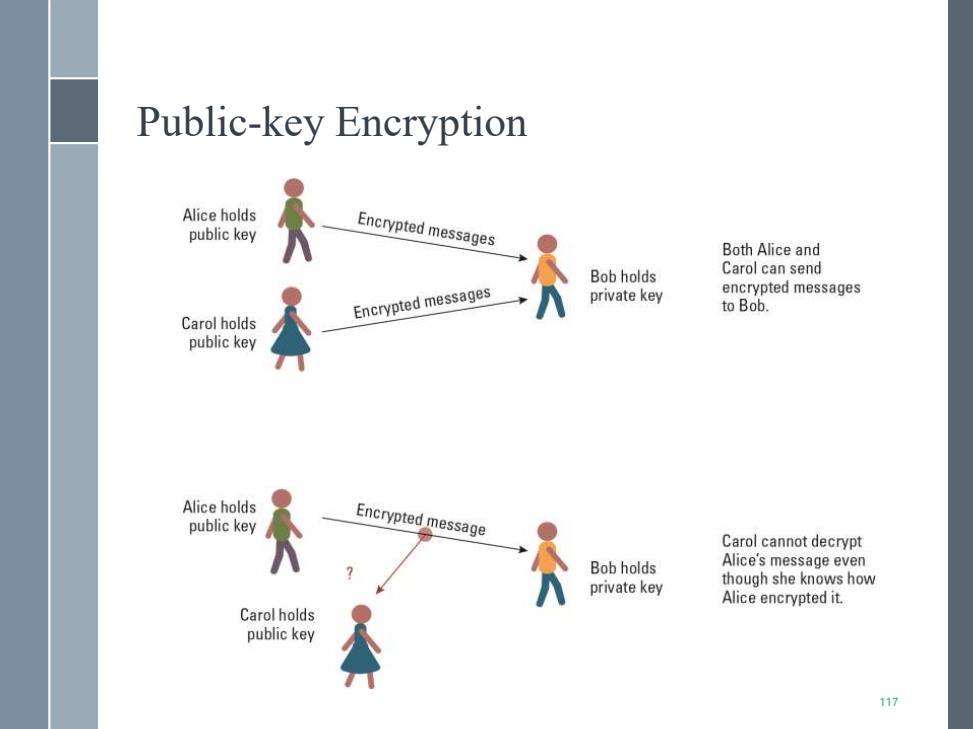 Public-key Encryption
Alice holds
public key
Encrypted messages
Carol holds
public key
Encrypted messages
Bob holds
private key
Both Alice and
Carol can send
encrypted messages
to Bob.
Alice holds
public key
Encrypted message
?
Carol holds
public key
Bob holds
private key
Carol cannot decrypt
Alice's message even
though she knows how
Alice encrypted it.
117